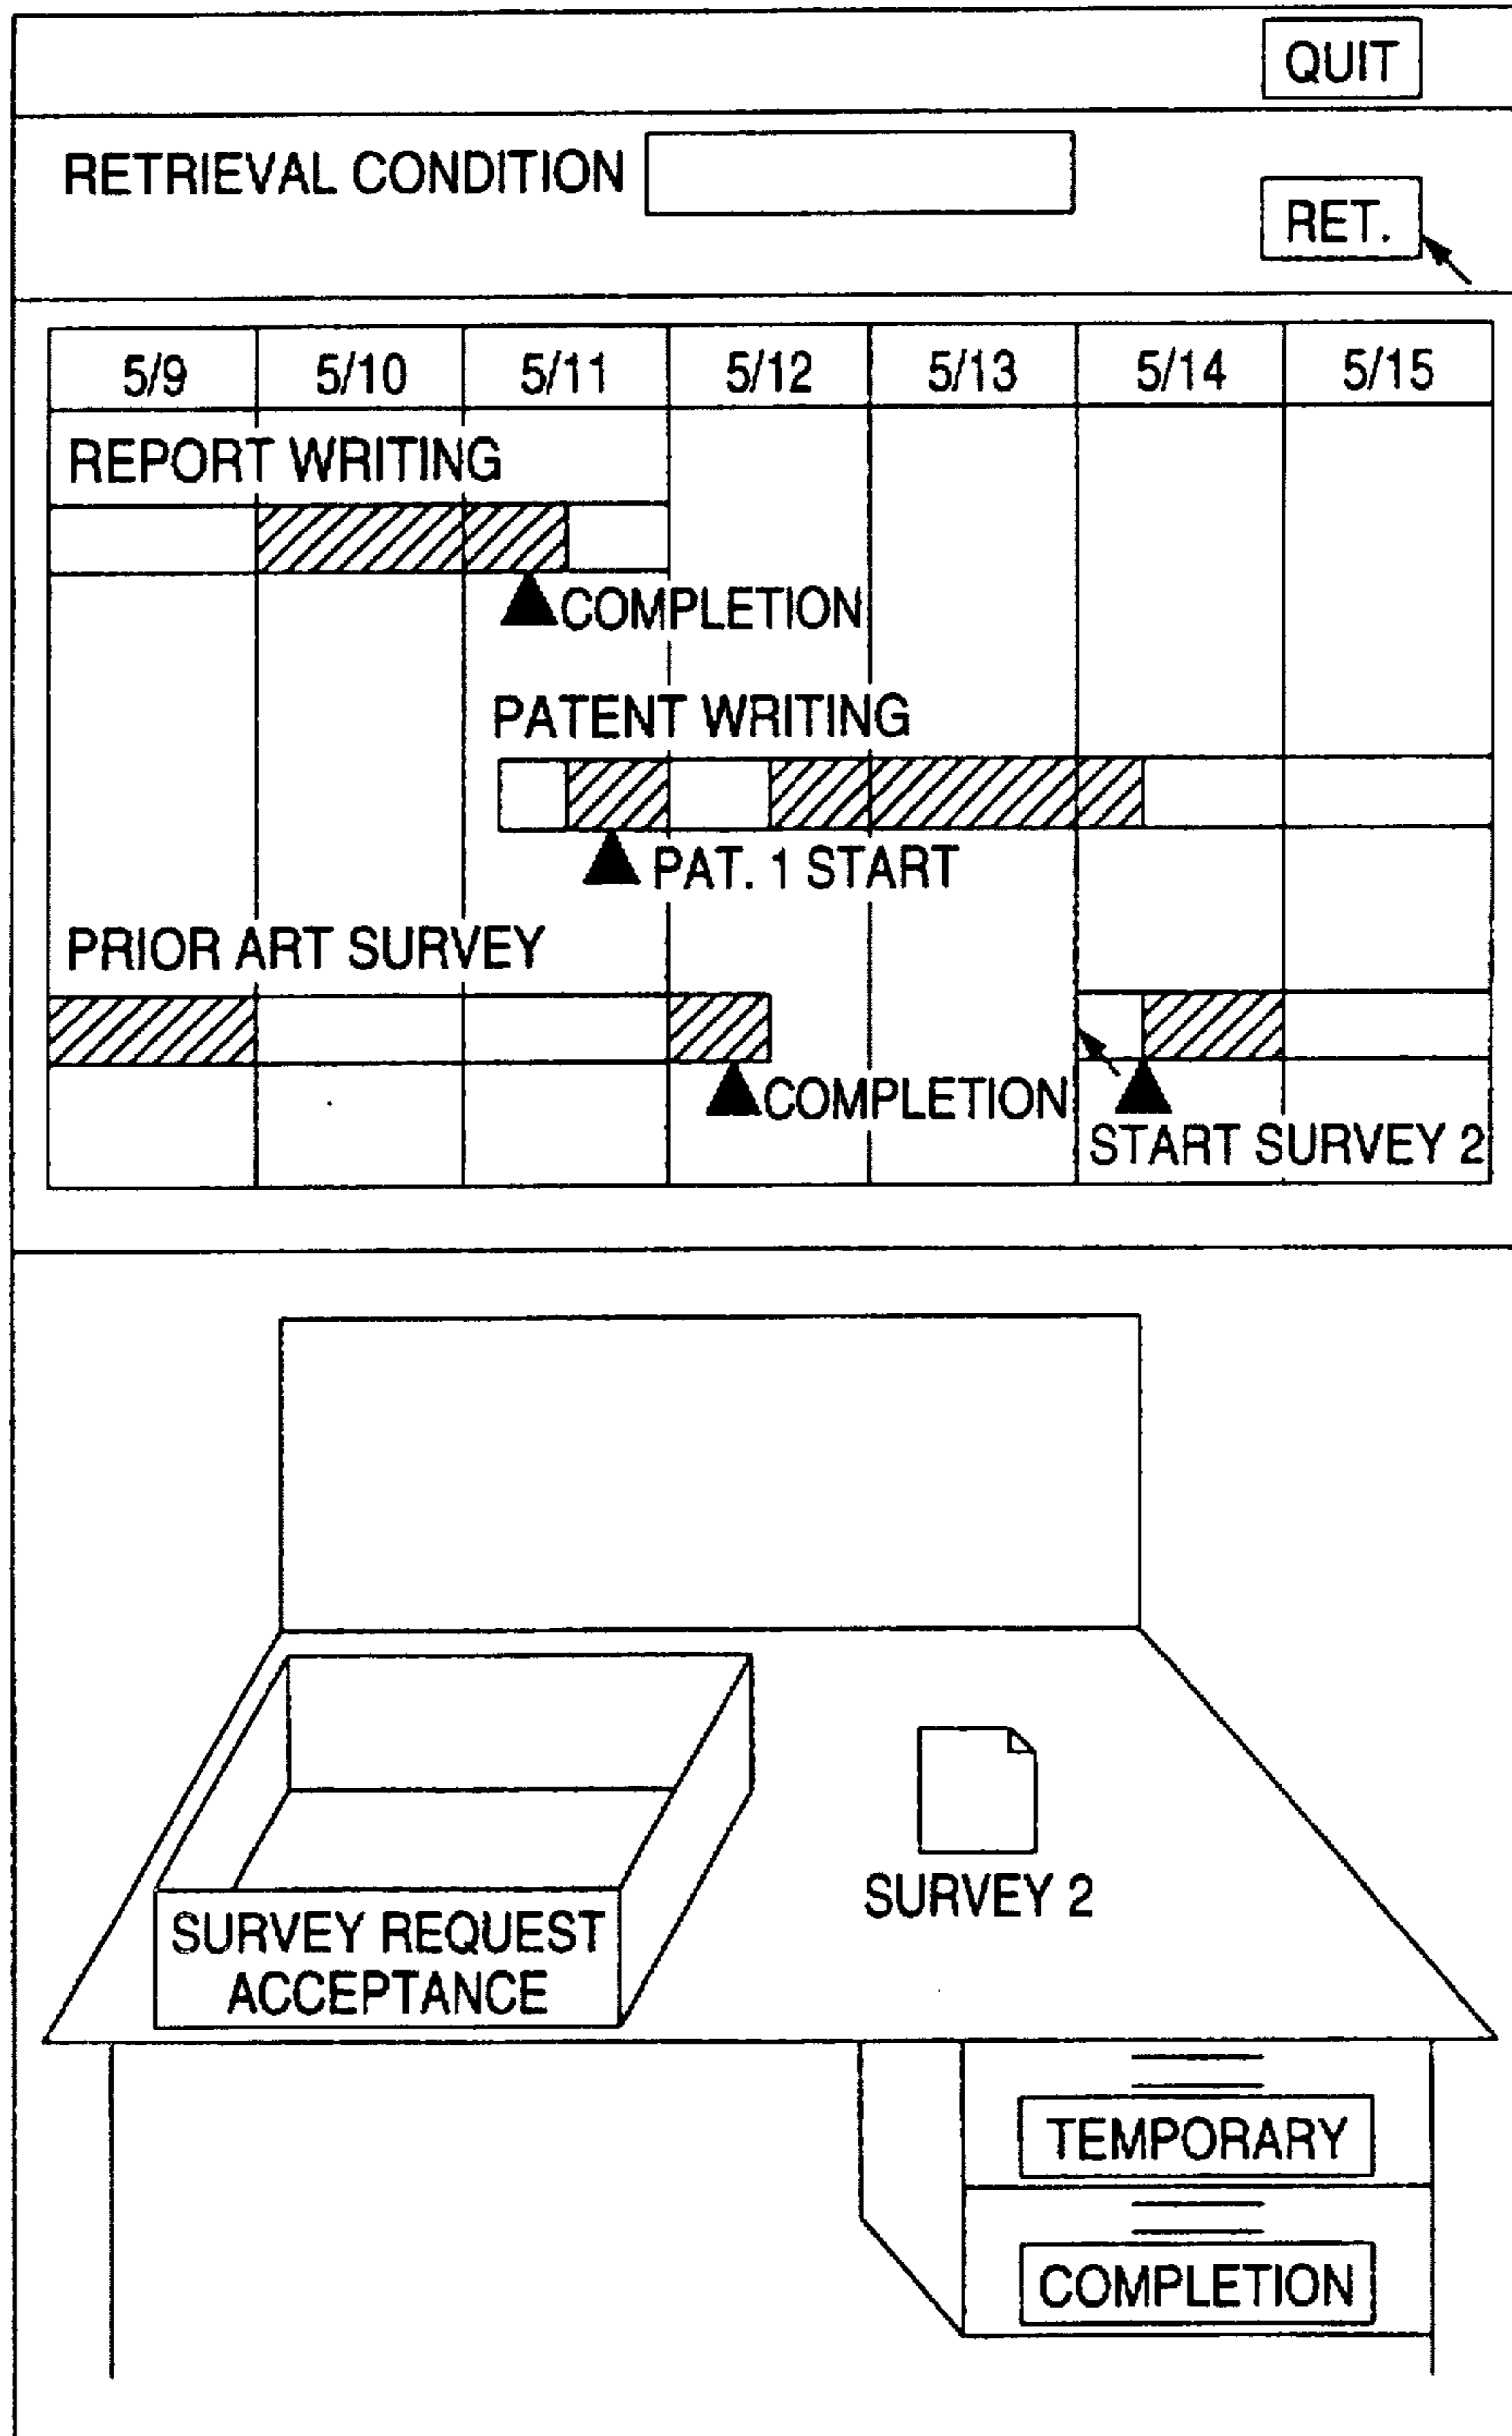 QUIT
RETRIEVAL CONDITION
RET.
5/9 5/10 5/11 5/12 5/13 5/14 5/15
REPORT WRITING
COMPLETION
PATENT WRITING
PAT. 1 START
PRIOR ART SURVEY
COMPLETION
START SURVEY 2
SURVEY 2
SURVEY REQUEST
ACCEPTANCE
TEMPORARY
COMPLETION